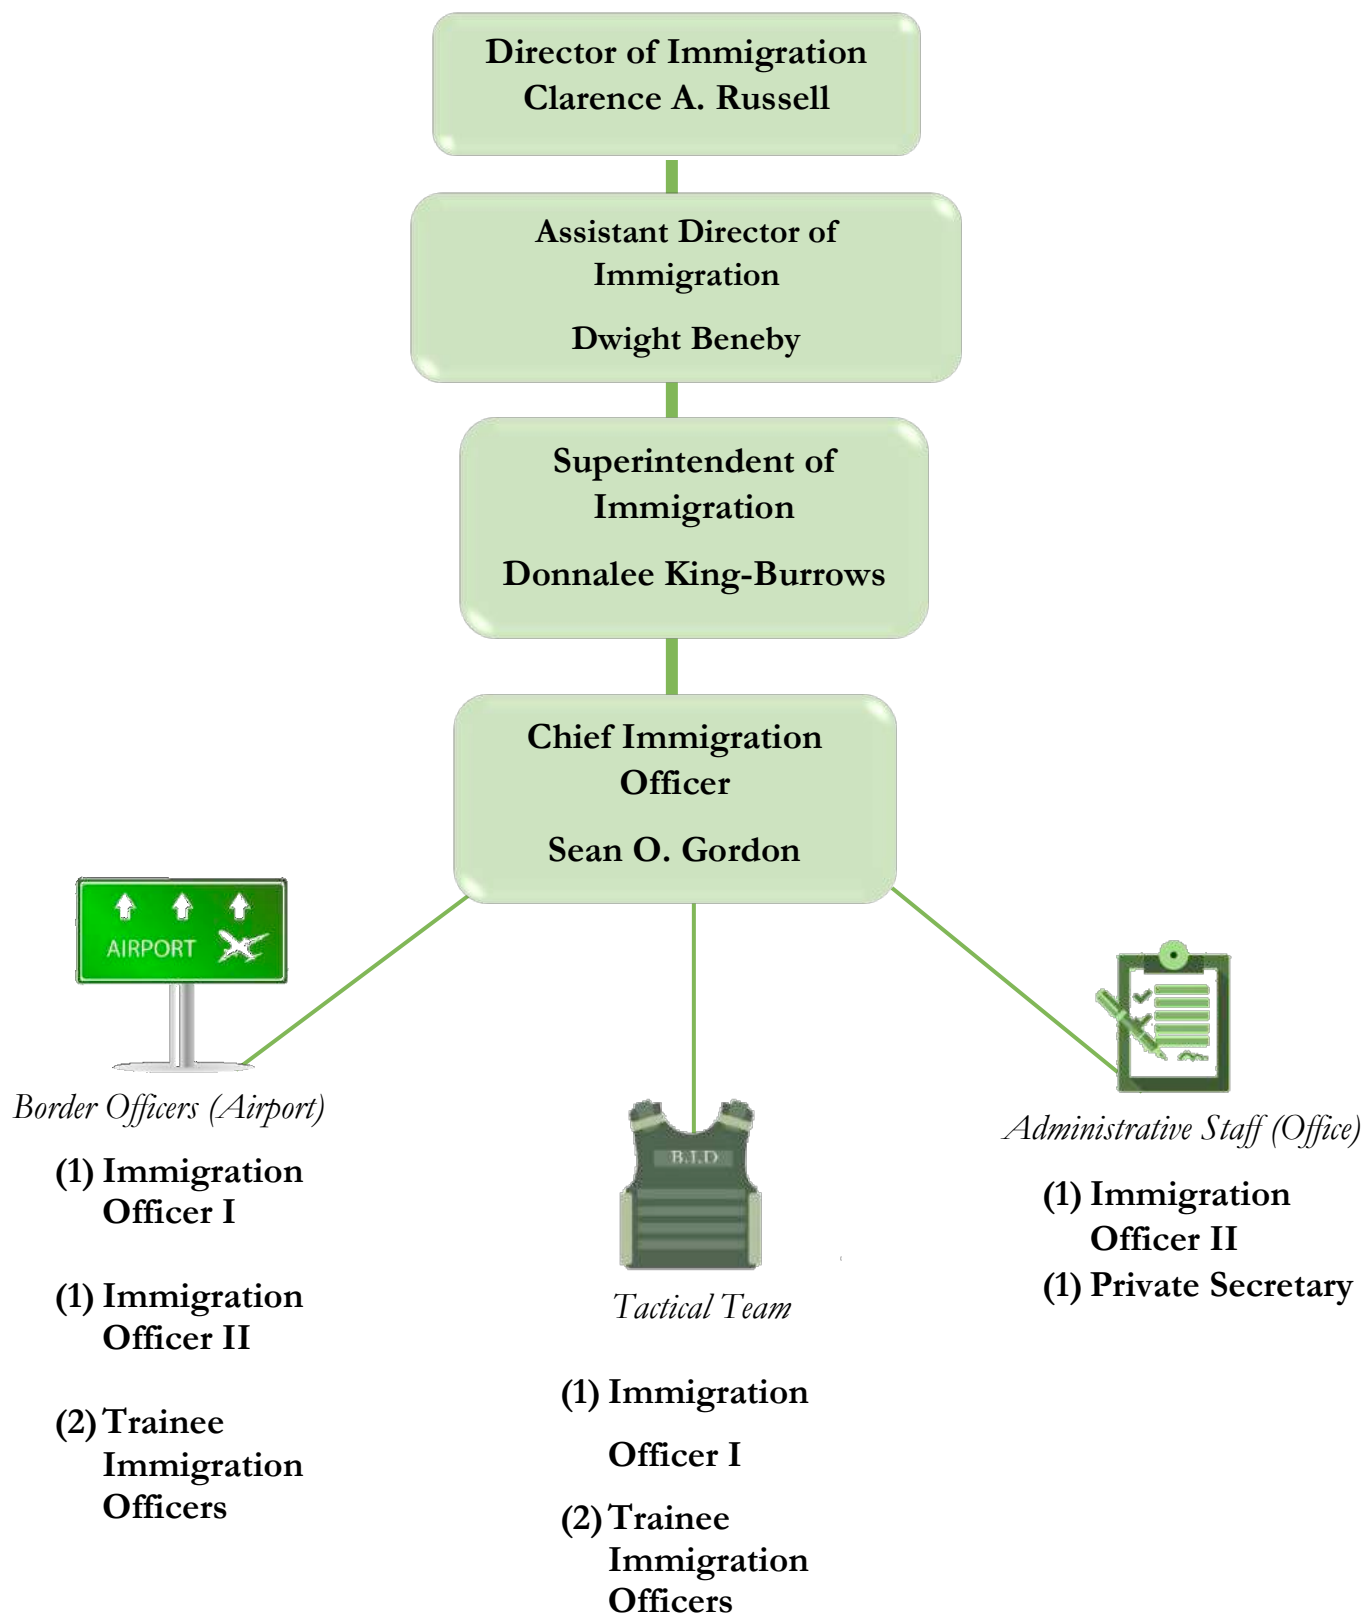 Director of Immigration
Clarence A. Russell
Assistant Director of
Immigration
Dwight Beneby
Superintendent of
Immigration
Donnalee King-Burrows
Chief Immigration
Officer
Sean O. Gordon
AIRPORT
Border Officers (Airport)
(1) Immigration
Officer I
(1) Immigration
Officer II
(2) Trainee
Immigration
Officers
B.I.D
Tactical Team
(1) Immigration
Officer I
(2) Trainee
Immigration
Officers
Administrative Staff (Office)
(1) Immigration
Officer II
(1) Private Secretary